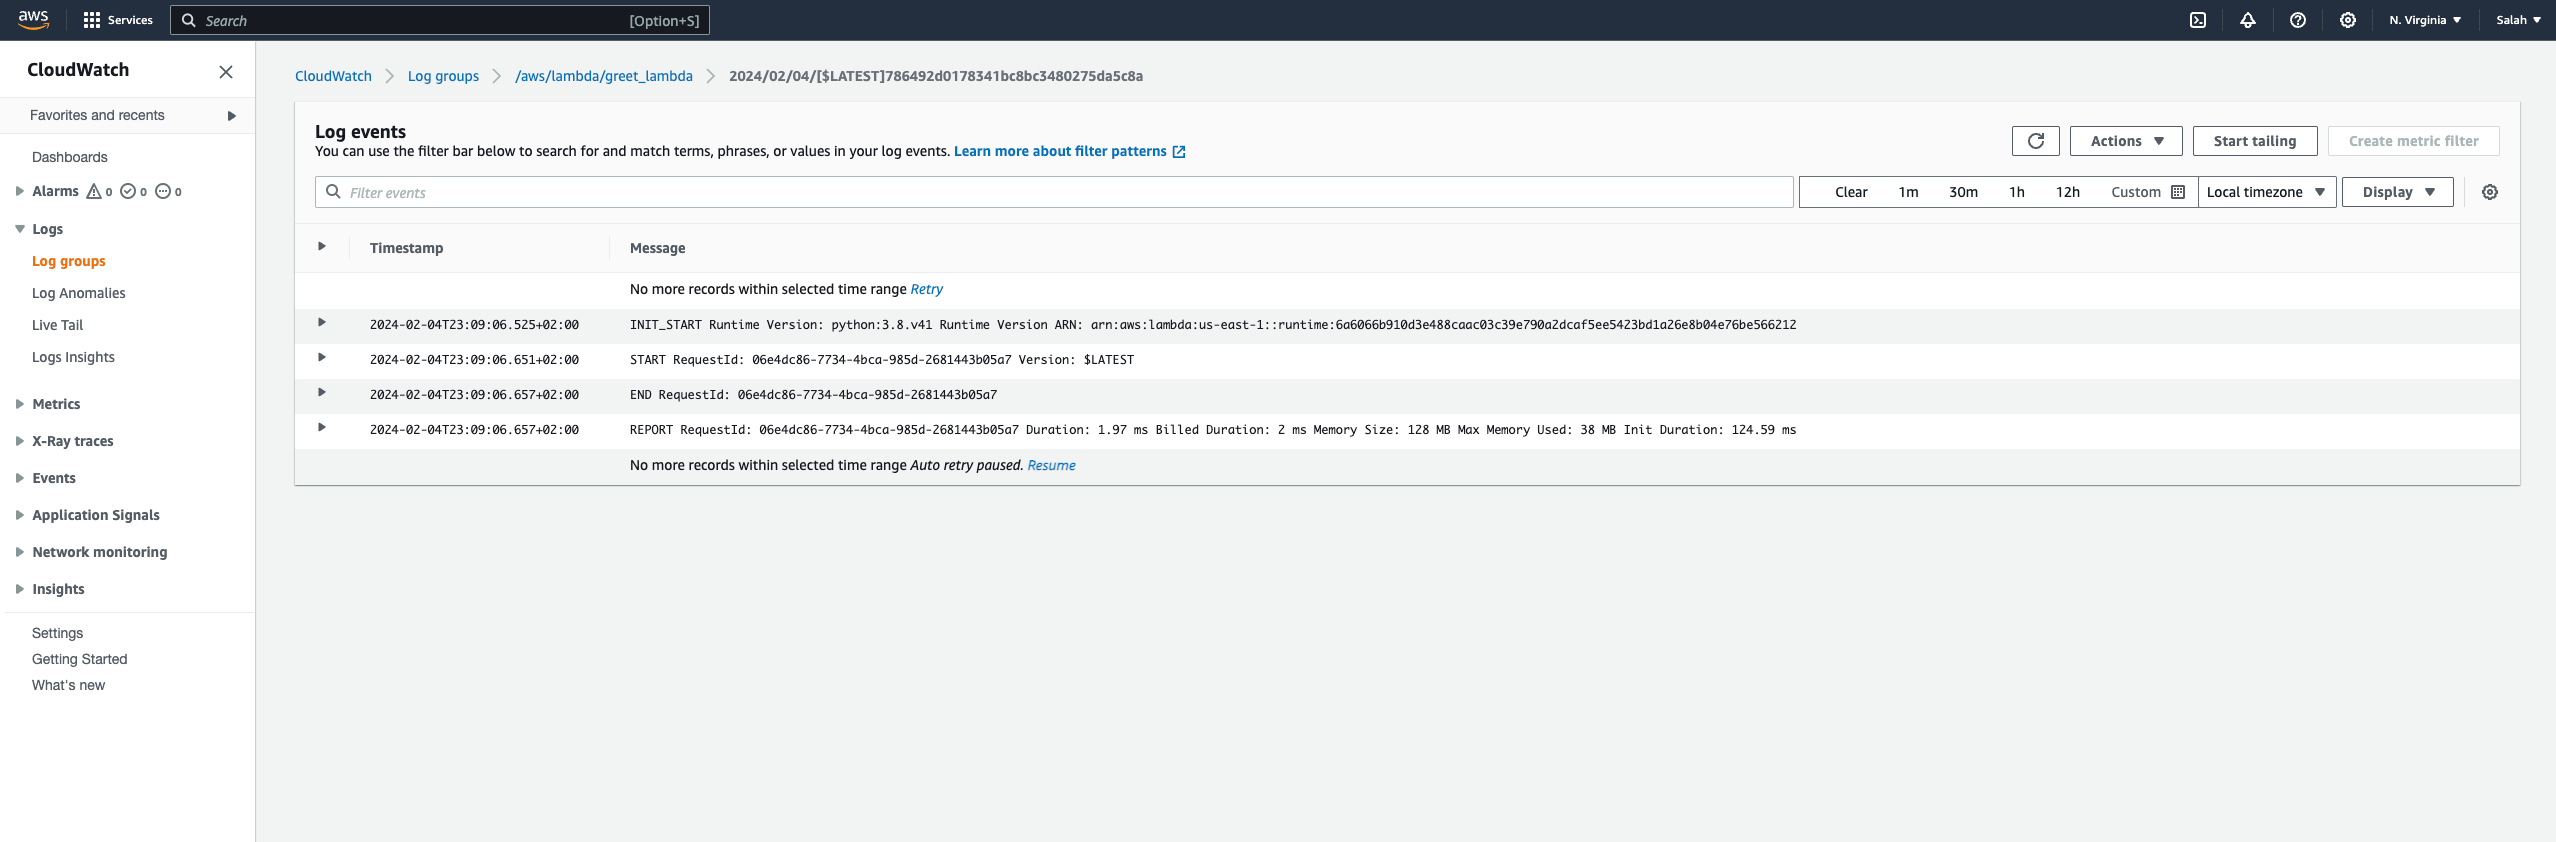 aws
Services
Search [Option+S]
N. Virginia
Salah
CloudWatch
Favorites and recents
Dashboards
Alarms 0 0 0
Logs
Log groups
Log Anomalies
Live Tail
Logs Insights
Metrics
X-Ray traces
Events
Application Signals
Network monitoring
Insights
Settings
Getting Started
What's new
CloudWatch Log groups /aws/lambda/greet_lambda 2024/02/04/[$LATEST]786492d0178341bc8bc3480275da5c8a
Log events
You can use the filter bar below to search for and match terms, phrases, or values in your log events. Learn more about filter patterns
Actions Start tailing Create metric filter
Filter events
Clear 1m 30m 1h 12h Custom Local timezone Display
Timestamp Message
No more records within selected time range Retry
2024-02-04T23:09:06.525+02:00 INIT_START Runtime Version: python:3.8.v41 Runtime Version ARN: arn:aws:lambda:us-east-1::runtime:6a6066b910d3e488caac03c39e790a2dcaf5ee5423bd1a26e8b04e76be566212
2024-02-04T23:09:06.651+02:00 START RequestId: 06e4dc86-7734-4bca-985d-2681443b05a7 Version: $LATEST
2024-02-04T23:09:06.657+02:00 END RequestId: 06e4dc86-7734-4bca-985d-2681443b05a7
2024-02-04T23:09:06.657+02:00 REPORT RequestId: 06e4dc86-7734-4bca-985d-2681443b05a7 Duration: 1.97 ms Billed Duration: 2 ms Memory Size: 128 MB Max Memory Used: 38 MB Init Duration: 124.59 ms
No more records within selected time range Auto retry paused. Resume